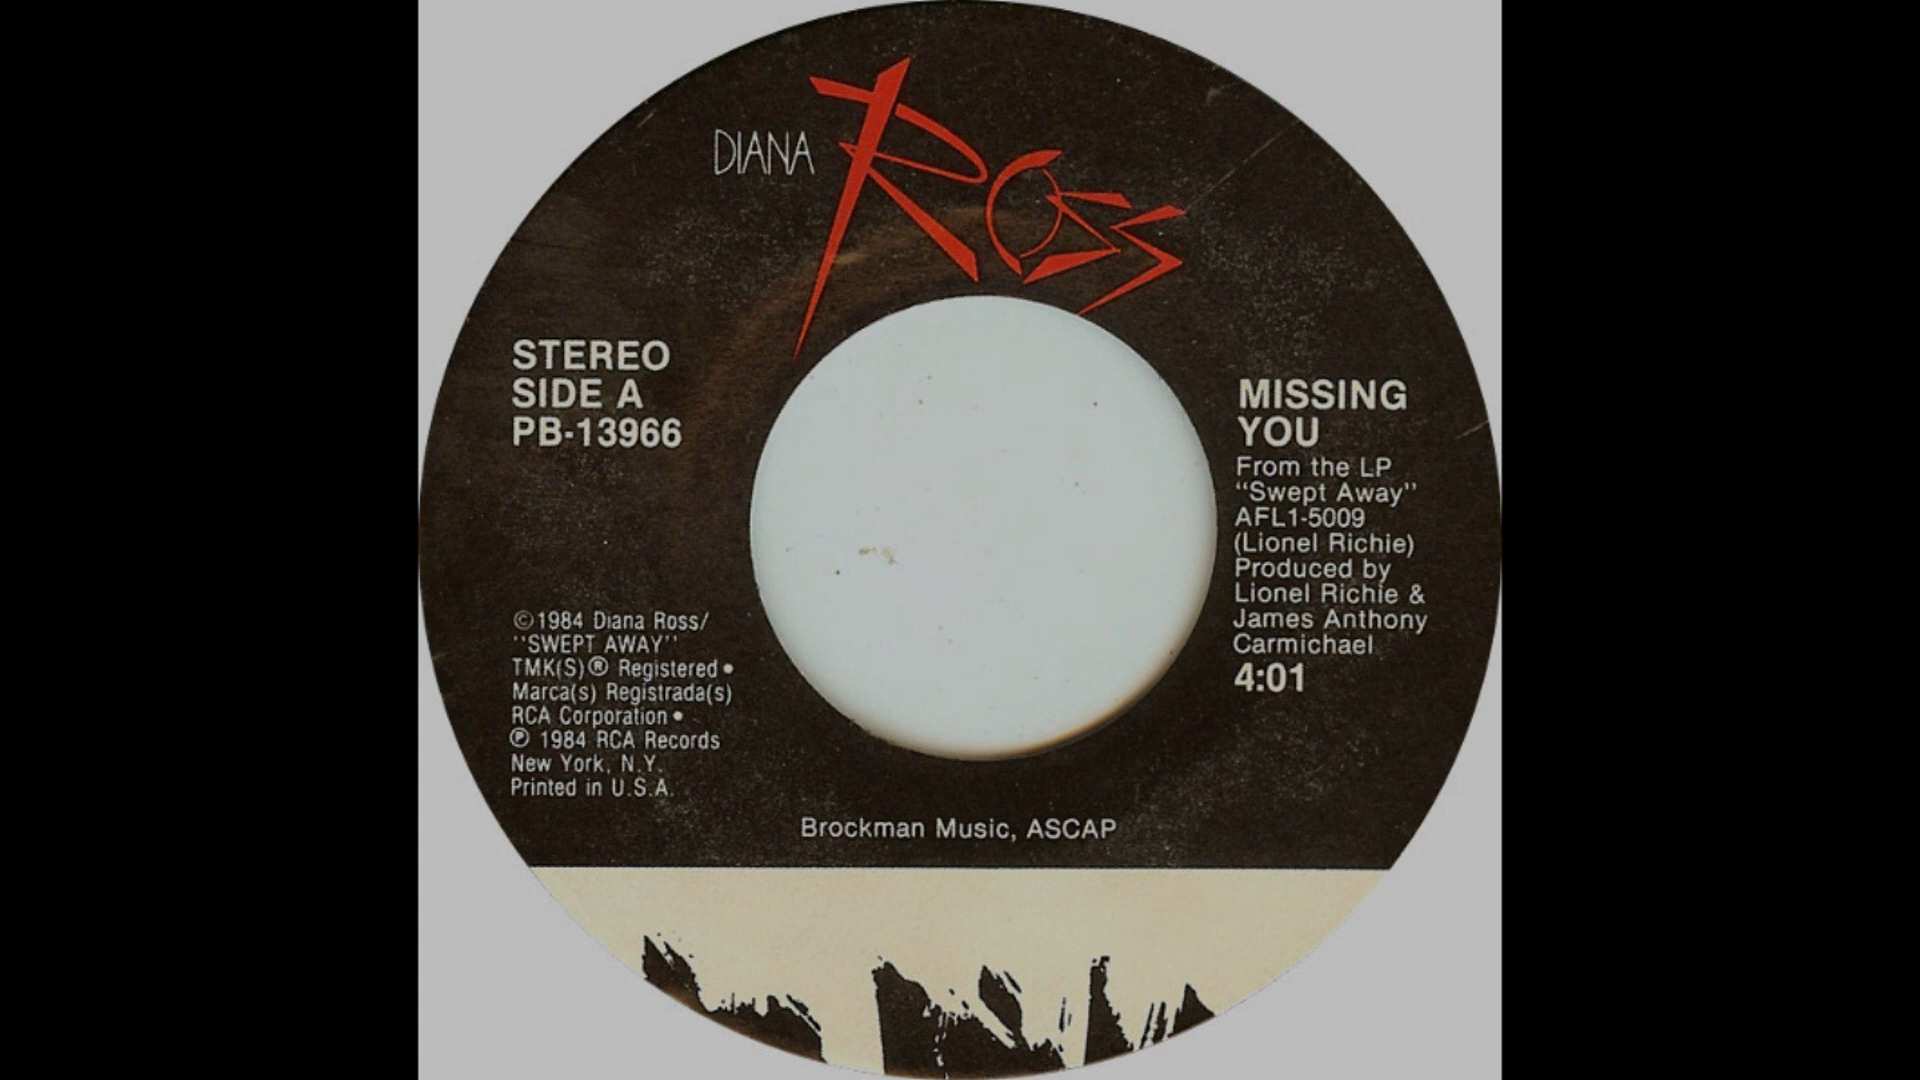 DIANA ROSS
STEREO
SIDE A
PB-13966
MISSING
YOU
From the LP
"Swept Away"
AFL1-5009
(Lionel Richie)
Produced by
Lionel Richie &
James Anthony
Carmichael
4:01
©1984 Diana Ross/
"SWEPT AWAY"
TMK(S)® Registered •
Marca(s) Registrada(s)
RCA Corporation •
℗ 1984 RCA Records
New York, N.Y.
Printed in U.S.A.
Brockman Music, ASCAP